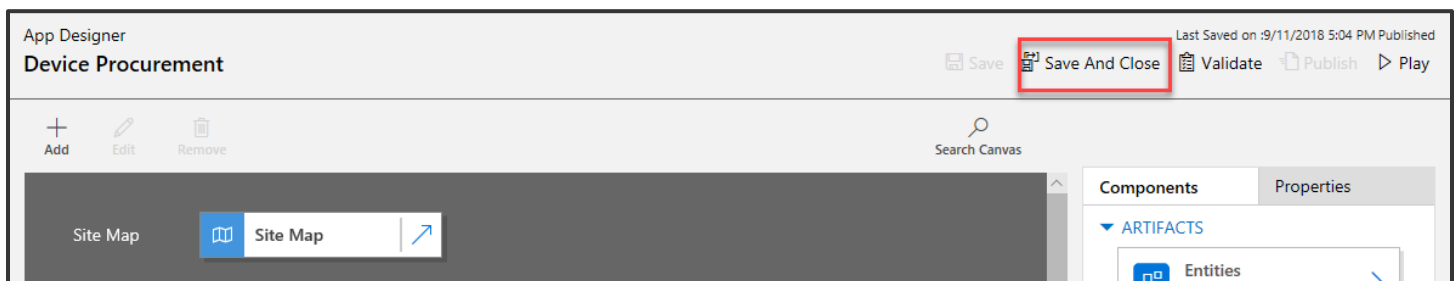 App Designer
Last Saved on :9/11/2018 5:04 PM Published
Device Procurement
Save
Save And Close
Validate
Publish
Play
Add
Edit
Remove
Search Canvas
Components
Properties
Site Map
Site Map
ARTIFACTS
Entities